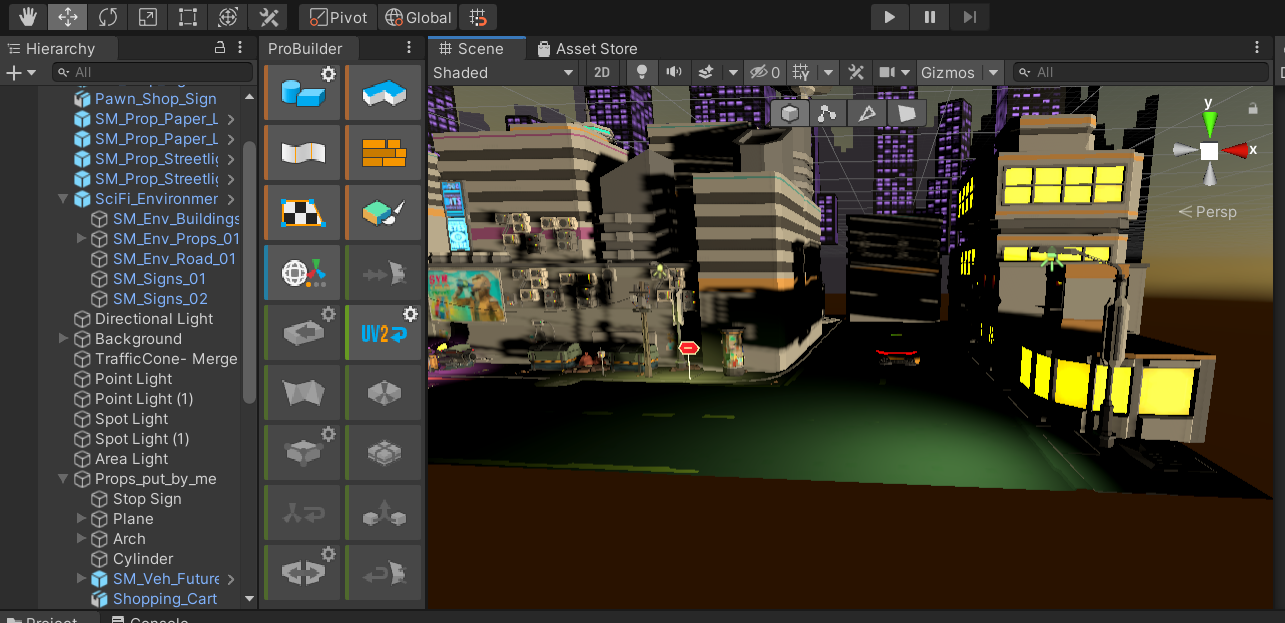 Pivot
Global
Hierarchy
ProBuilder
Scene
Asset Store
All
Shaded
2D
0
Gizmos
All
Pawn_Shop_Sign
SM_Prop_Paper_L
SM_Prop_Paper_L
SM_Prop_Streetlig
SM_Prop_Streetlig
SciFi_Environmer
SM_Env_Buildings
SM_Env_Props_01
SM_Env_Road_01
SM_Signs_01
SM_Signs_02
Directional Light
Background
TrafficCone- Merge
Point Light
Point Light (1)
Spot Light
Spot Light (1)
Area Light
Props_put_by_me
Stop Sign
Plane
Arch
Cylinder
SM_Veh_Future
Shopping_Cart
UV2
y
x
Persp
Project
Console